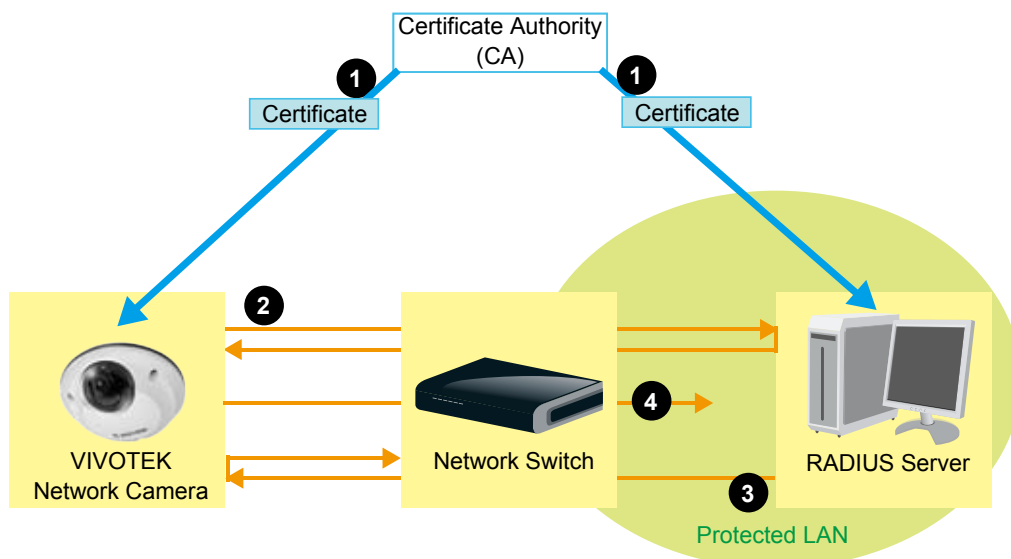 Certificate Authority
(CA)
1
1
Certificate
Certificate
2
4
VIVOTEK
Network Camera
Network Switch
RADIUS Server
3
Protected LAN